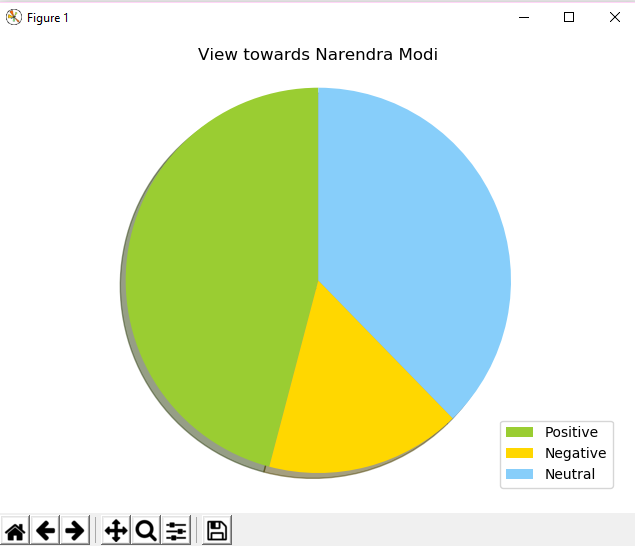 Figure 1
View towards Narendra Modi
Positive
Negative
Neutral